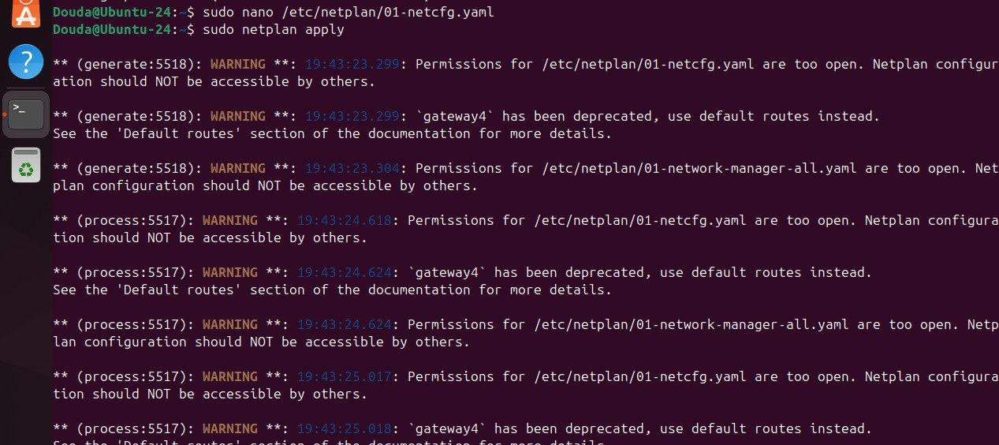 Douda@Ubuntu-24:~$ sudo nano /etc/netplan/01-netcfg.yaml
Douda@Ubuntu-24:~$ sudo netplan apply
** (generate:5518): WARNING **: 19:43:23.299: Permissions for /etc/netplan/01-netcfg.yaml are too open. Netplan configur
ation should NOT be accessible by others.
** (generate:5518): WARNING **: 19:43:23.299: `gateway4` has been deprecated, use default routes instead.
See the 'Default routes' section of the documentation for more details.
** (generate:5518): WARNING **: 19:43:23.304: Permissions for /etc/netplan/01-network-manager-all.yaml are too open. Net
plan configuration should NOT be accessible by others.
** (process:5517): WARNING **: 19:43:24.618: Permissions for /etc/netplan/01-netcfg.yaml are too open. Netplan configura
tion should NOT be accessible by others.
** (process:5517): WARNING **: 19:43:24.624: `gateway4` has been deprecated, use default routes instead.
See the 'Default routes' section of the documentation for more details.
** (process:5517): WARNING **: 19:43:24.624: Permissions for /etc/netplan/01-network-manager-all.yaml are too open. Netp
lan configuration should NOT be accessible by others.
** (process:5517): WARNING **: 19:43:25.017: Permissions for /etc/netplan/01-netcfg.yaml are too open. Netplan configura
tion should NOT be accessible by others.
** (process:5517): WARNING **: 19:43:25.018: `gateway4` has been deprecated, use default routes instead.
See the 'Default routes' section of the documentation for more details.